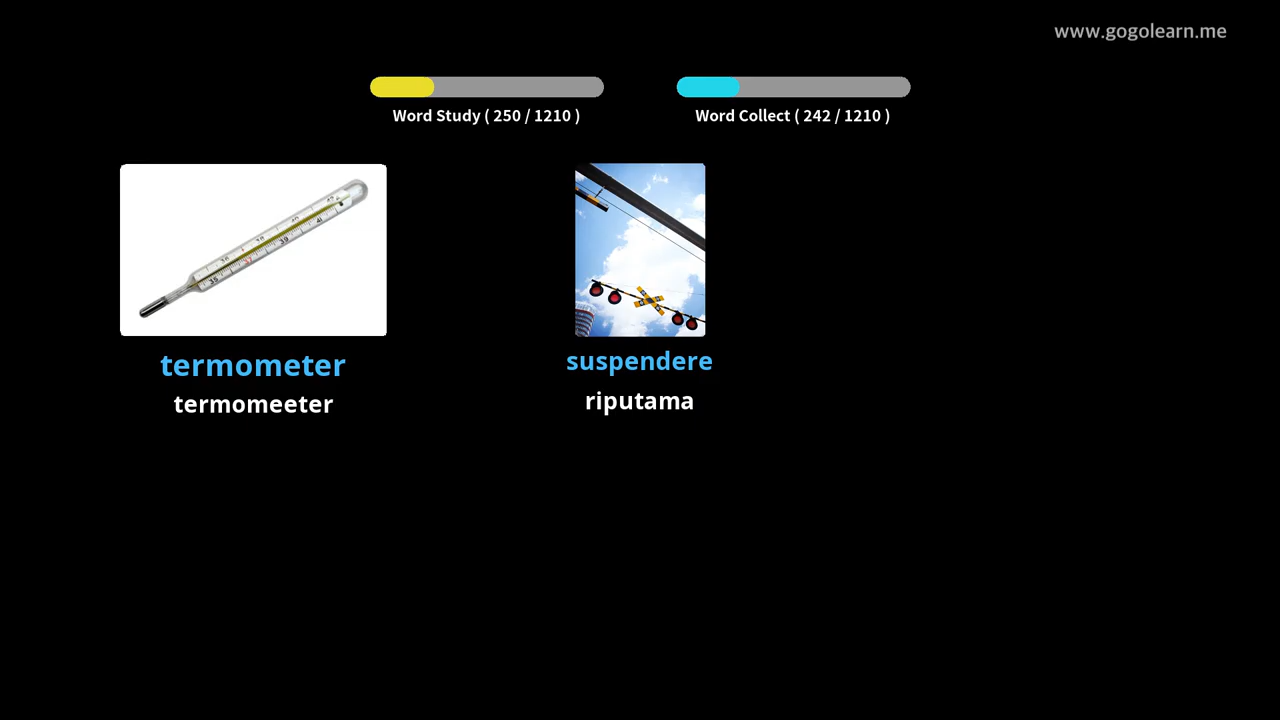 www.gogolearn.me
Word Study ( 250 / 1210 )
Word Collect ( 242 / 1210 )
termometer
termomeeter
suspendere
riputama